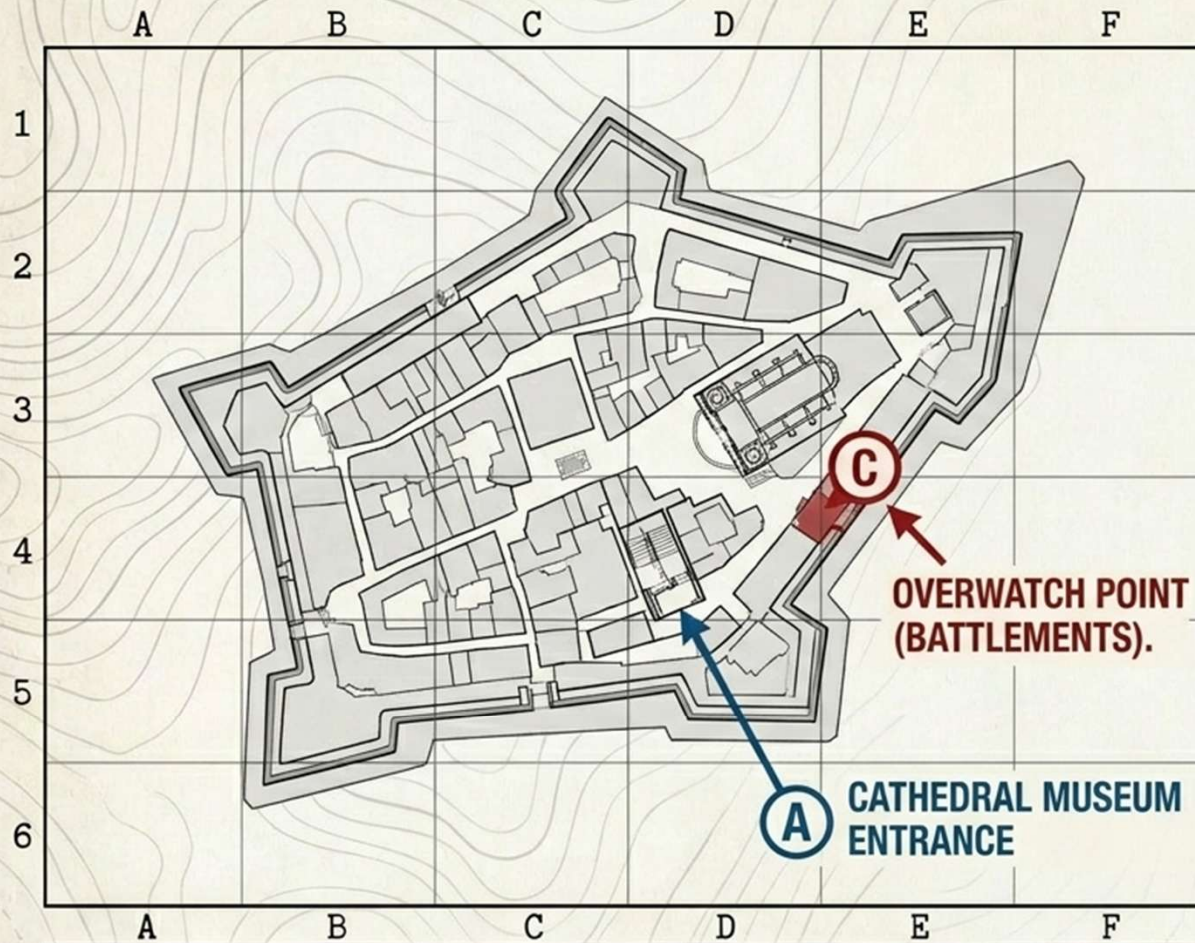 A B C D E F
1
2
3
C
4
OVERWATCH POINT
(BATTLEMENTS).
5
6
A
CATHEDRAL MUSEUM
ENTRANCE
A B C D E F